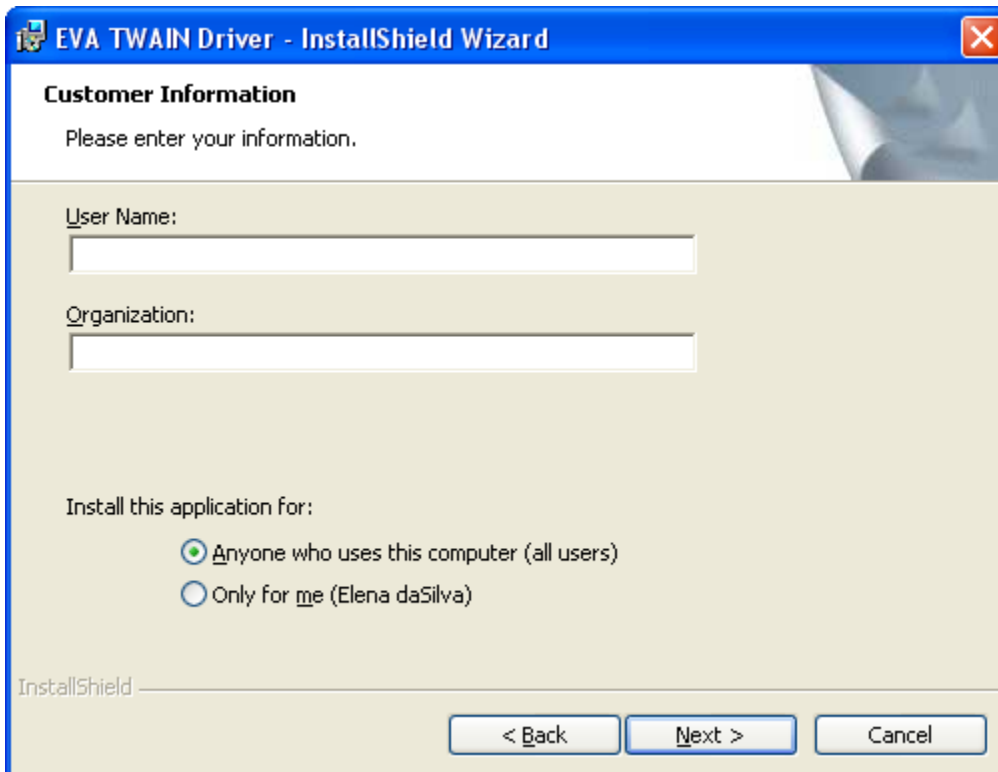 EVA TWAIN Driver - InstallShield Wizard
Customer Information
Please enter your information.
User Name:
Organization:
Install this application for:
Anyone who uses this computer (all users)
Only for me (Elena daSilva)
InstallShield
< Back Next > Cancel